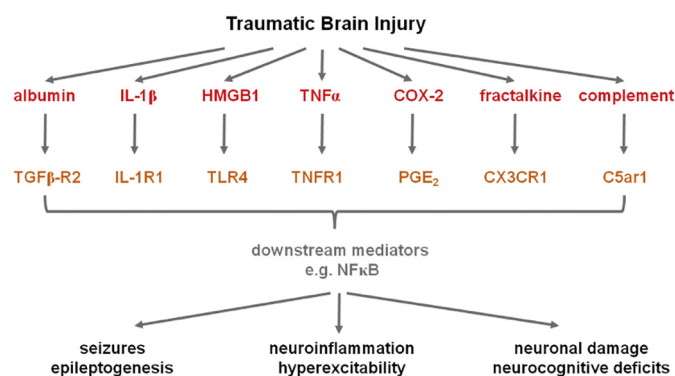 Traumatic Brain Injury
albumin IL-1β HMGB1 TNFα COX-2 fractalkine complement
TGFβ-R2 IL-1R1 TLR4 TNFR1 PGE₂ CX3CR1 C5ar1
downstream mediators
e.g. NFκB
seizures neuroinflammation neuronal damage
epileptogenesis hyperexcitability neurocognitive deficits